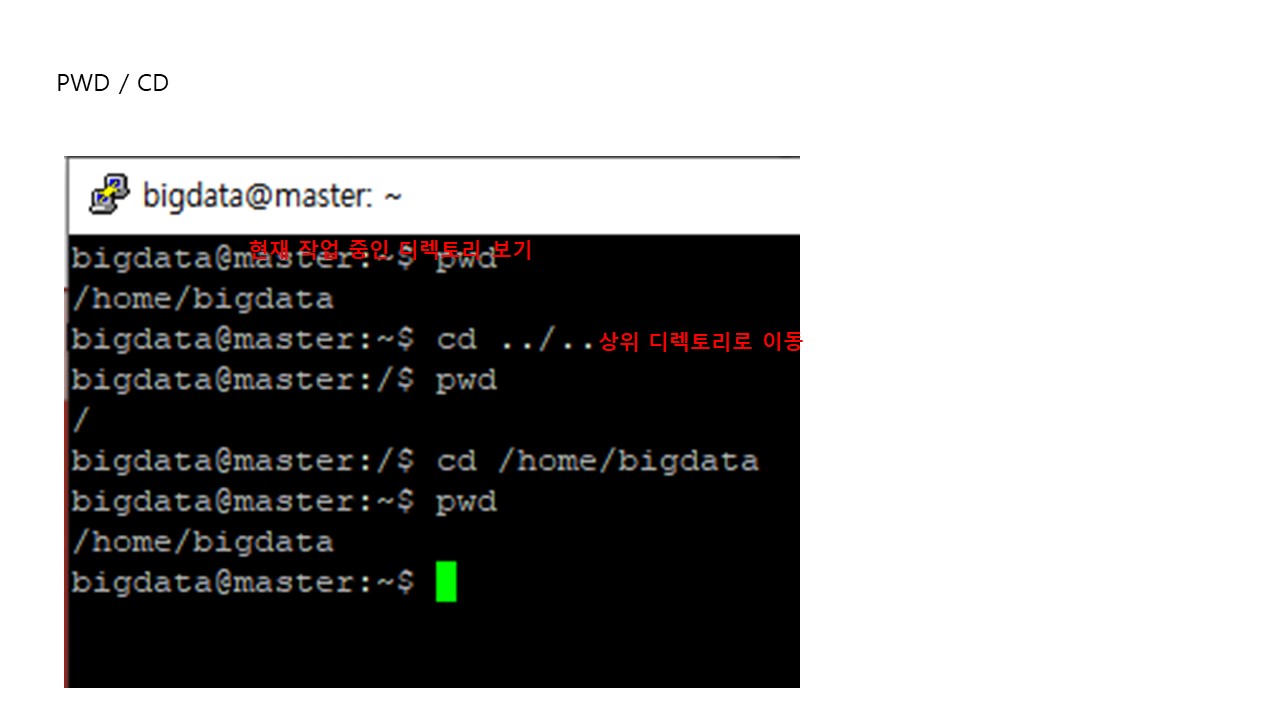 PWD / CD
bigdata@master: ~
현재 작업 중인 디렉토리 보기
bigdata@master:~$ pwd
/home/bigdata
bigdata@master:~$ cd ../..
상위 디렉토리로 이동
bigdata@master:/$ pwd
/
bigdata@master:/$ cd /home/bigdata
bigdata@master:~$ pwd
/home/bigdata
bigdata@master:~$